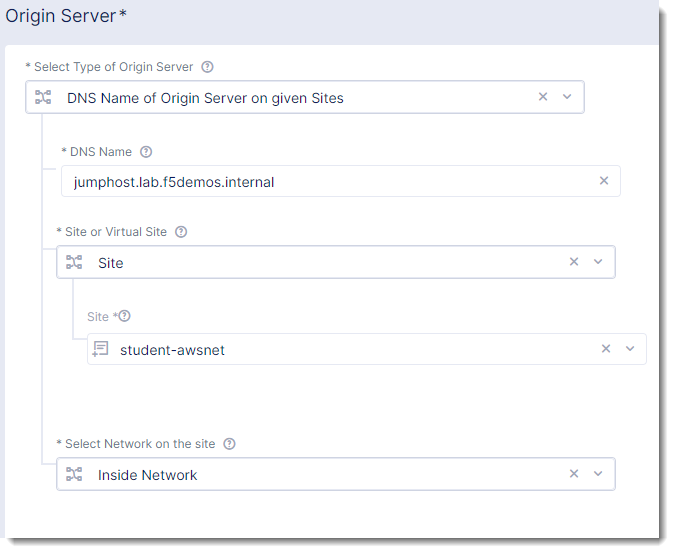 Origin Server*
* Select Type of Origin Server
DNS Name of Origin Server on given Sites
* DNS Name
jumphost.lab.f5demos.internal
* Site or Virtual Site
Site
Site *
student-awsnet
* Select Network on the site
Inside Network